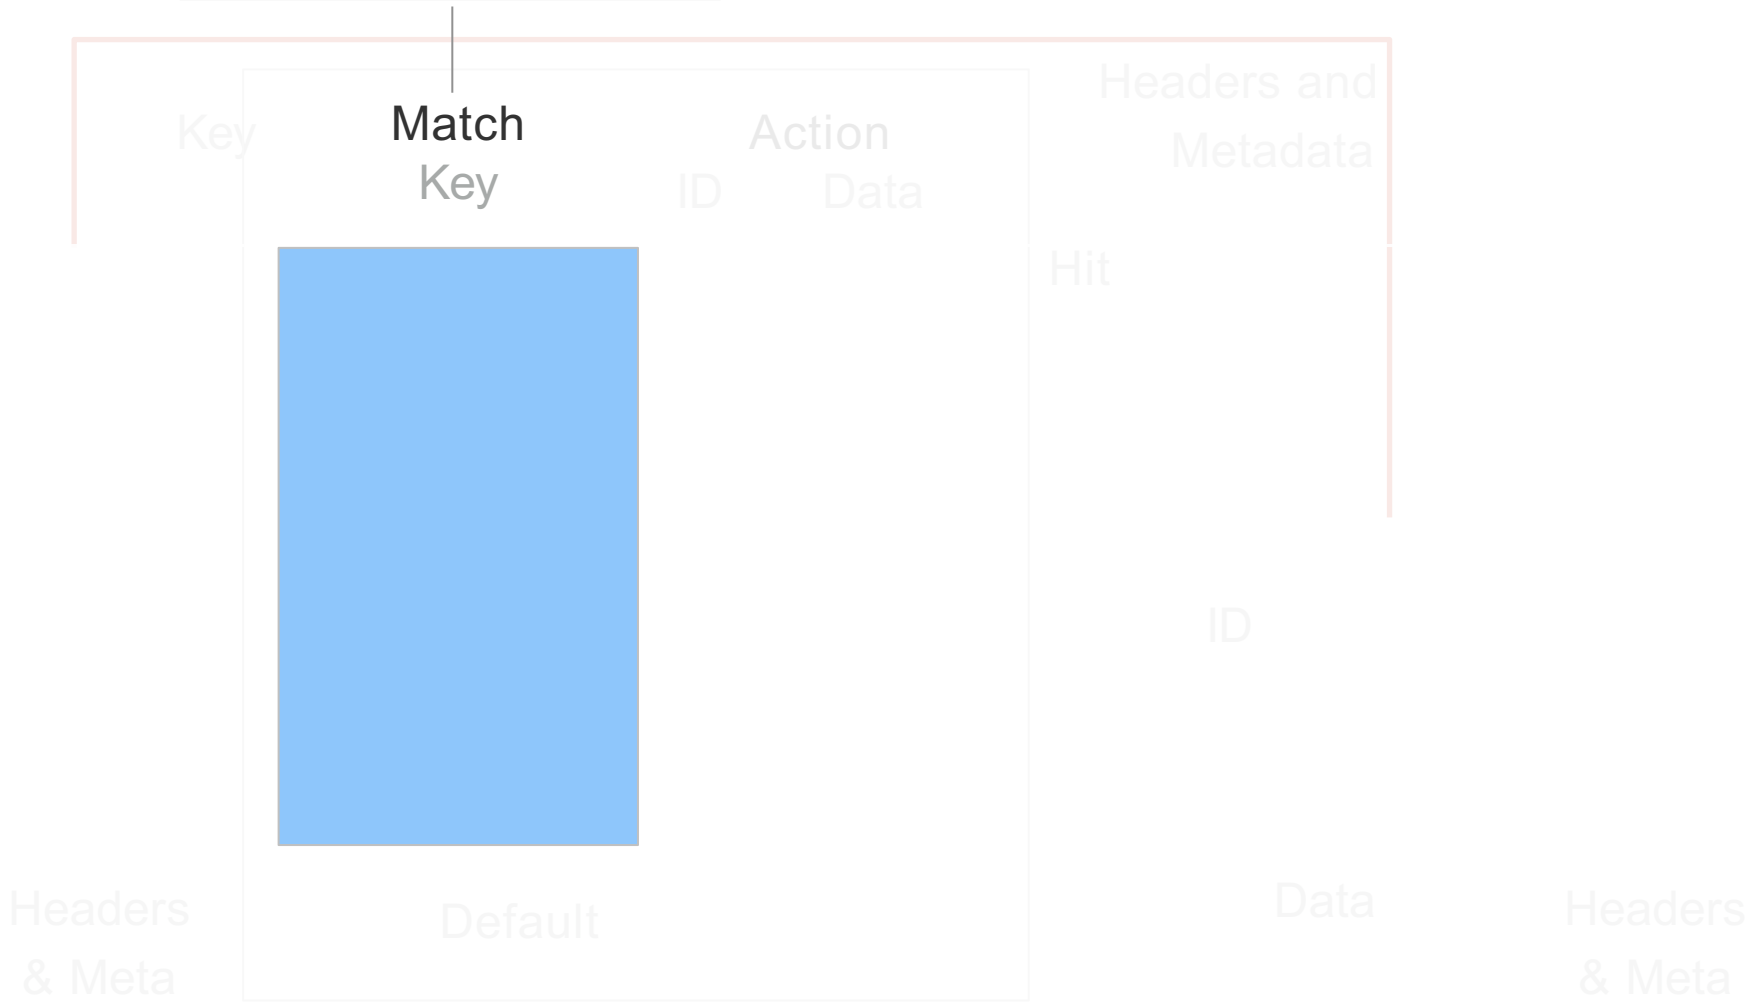 Headers and
Metadata
Key
Match
Action
Key
ID
Data
Hit
ID
Data
Default
Headers
& Meta
Headers
& Meta